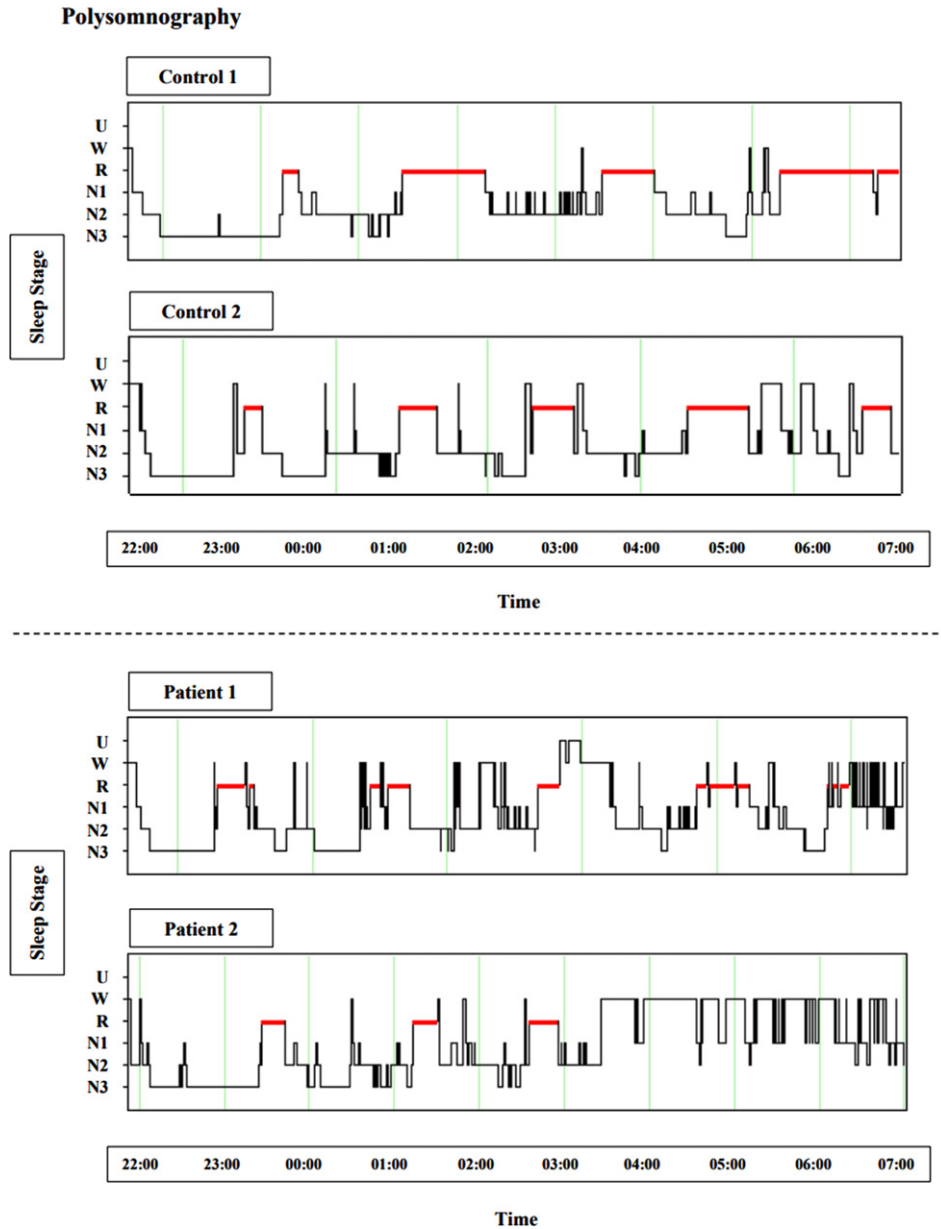 Polysomnography
Control 1
U
W
R
N1
N2
N3
Sleep Stage
Control 2
U
W
R
N1
N2
N3
22:00 23:00 00:00 01:00 02:00 03:00 04:00 05:00 06:00 07:00
Time
Patient 1
U
W
R
N1
N2
N3
Sleep Stage
Patient 2
U
W
R
N1
N2
N3
22:00 23:00 00:00 01:00 02:00 03:00 04:00 05:00 06:00 07:00
Time